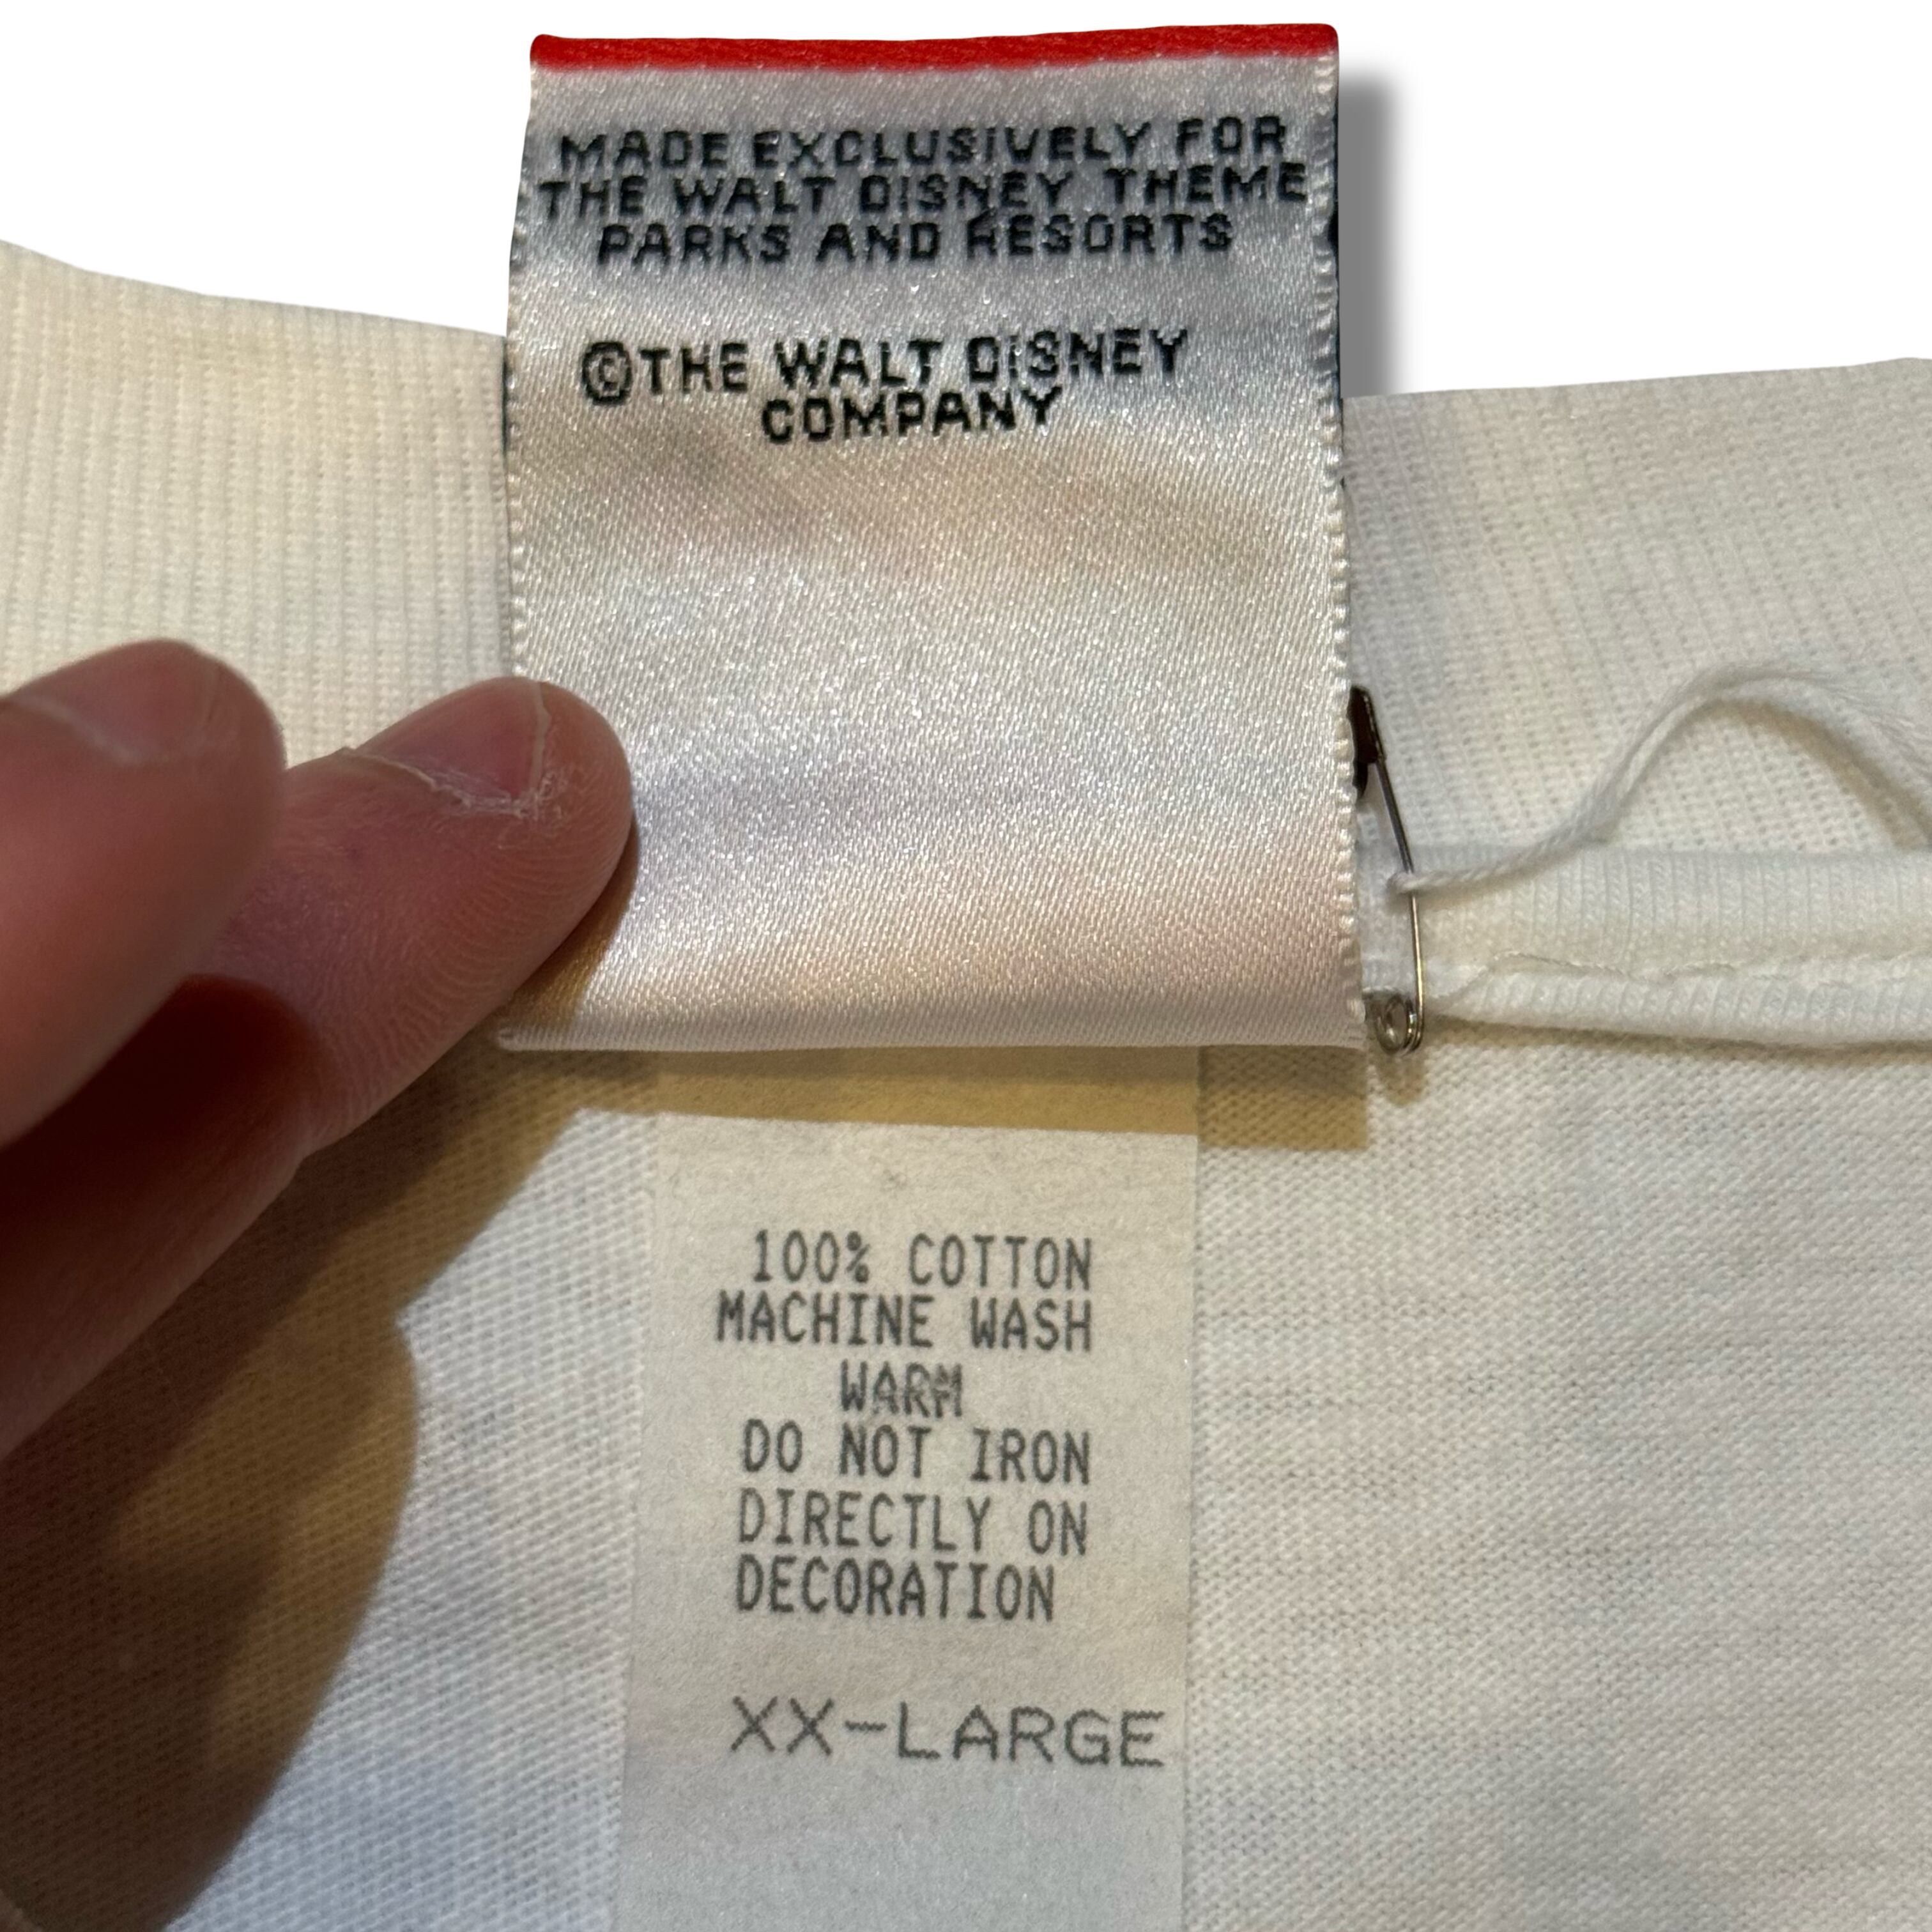 MADE EXCLUSIVELY FOR
THE WALT DISNEY THEME
PARKS AND RESORTS
©THE WALT DISNEY
COMPANY
100% COTTON
MACHINE WASH
WARM
DO NOT IRON
DIRECTLY ON
DECORATION
XX-LARGE